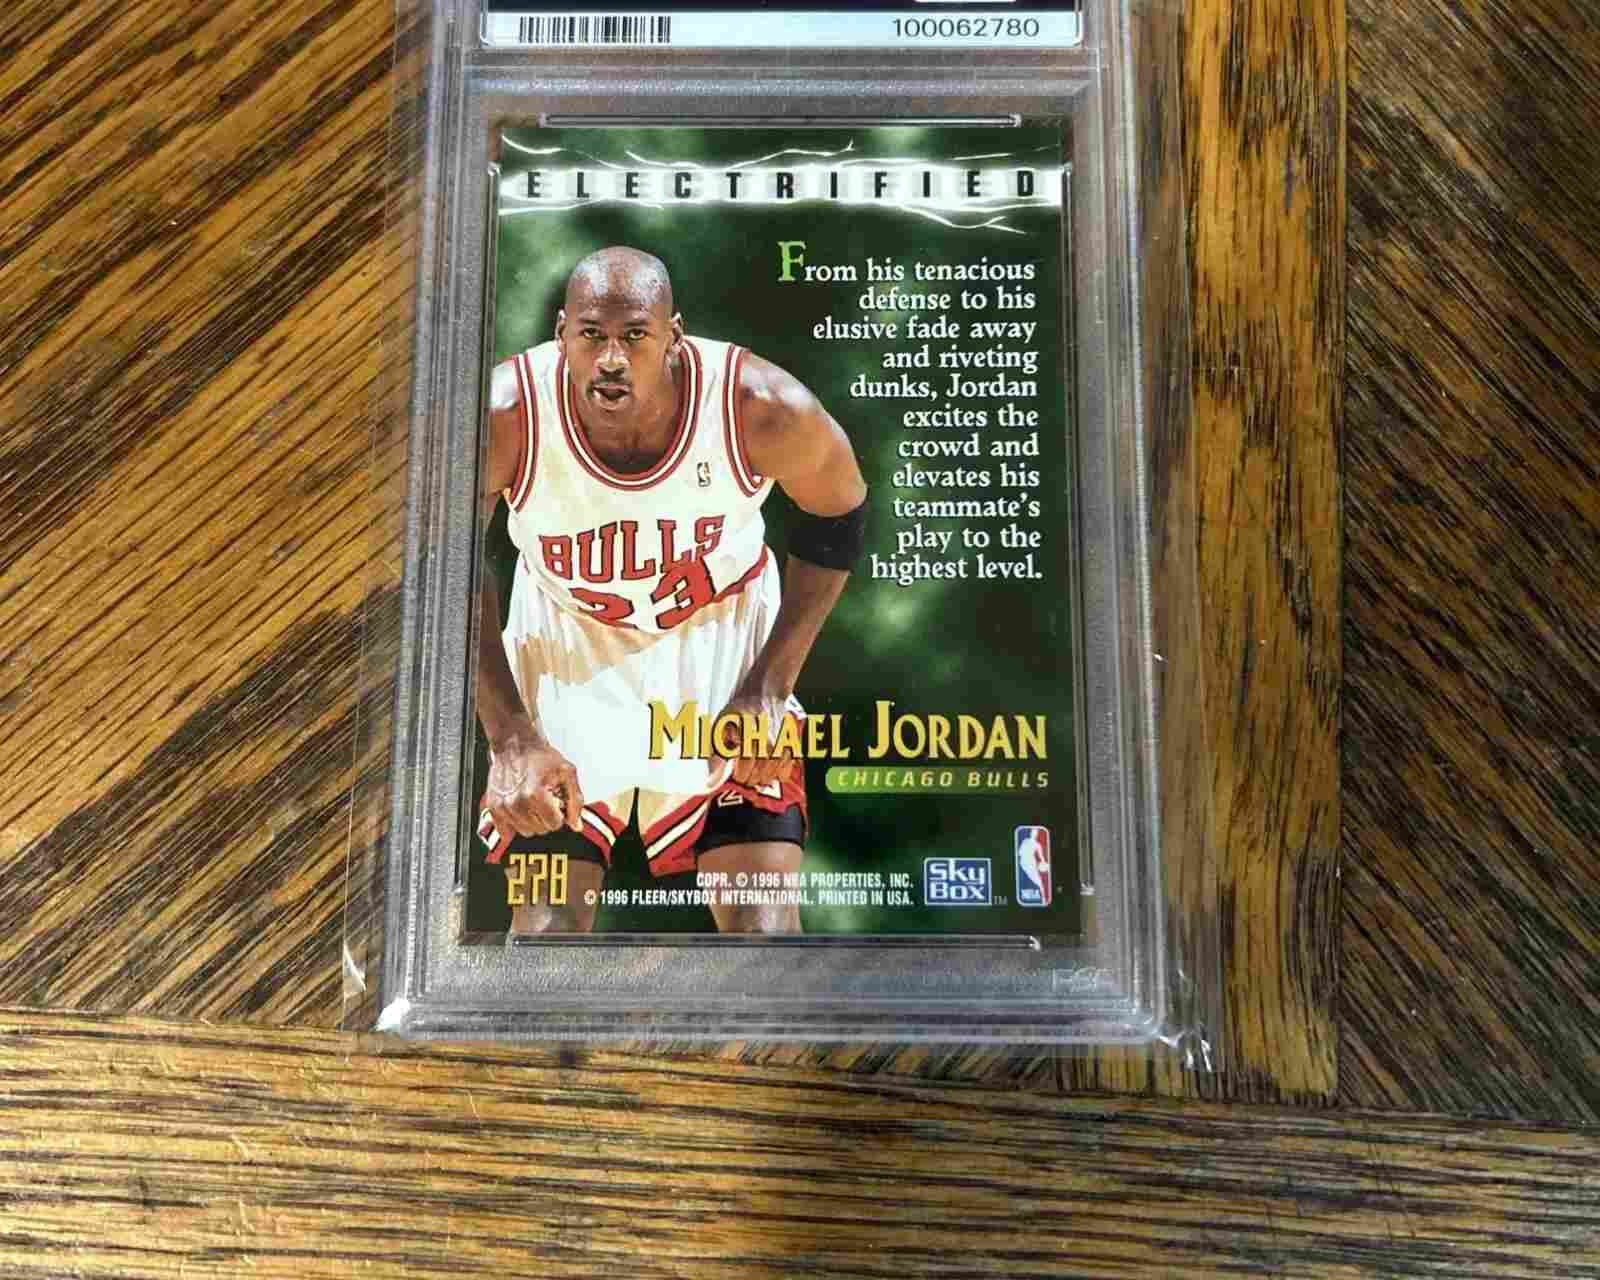 100062780
ELECTRIFIED
From his tenacious
defense to his
elusive fade away
and riveting
dunks, Jordan
excites the
crowd and
elevates his
teammate's
play to the
highest level.
BULLS
23
MICHAEL JORDAN
CHICAGO BULLS
278
COPR. © 1996 NBA PROPERTIES, INC.
© 1996 FLEER/SKYBOX INTERNATIONAL. PRINTED IN USA.
SkyBox™
NBA
PSA